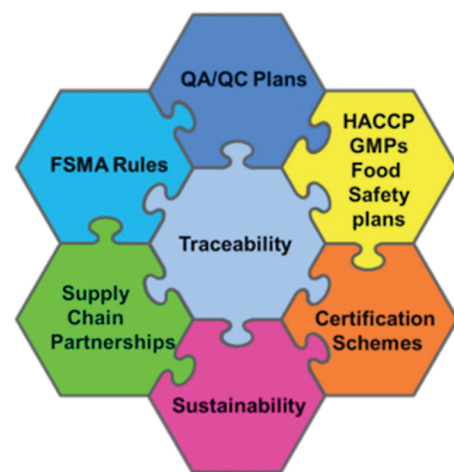 QA/QC Plans
FSMA Rules
HACCP
GMPs
Food
Safety
plans
Traceability
Supply
Chain
Partnerships
Certification
Schemes
Sustainability